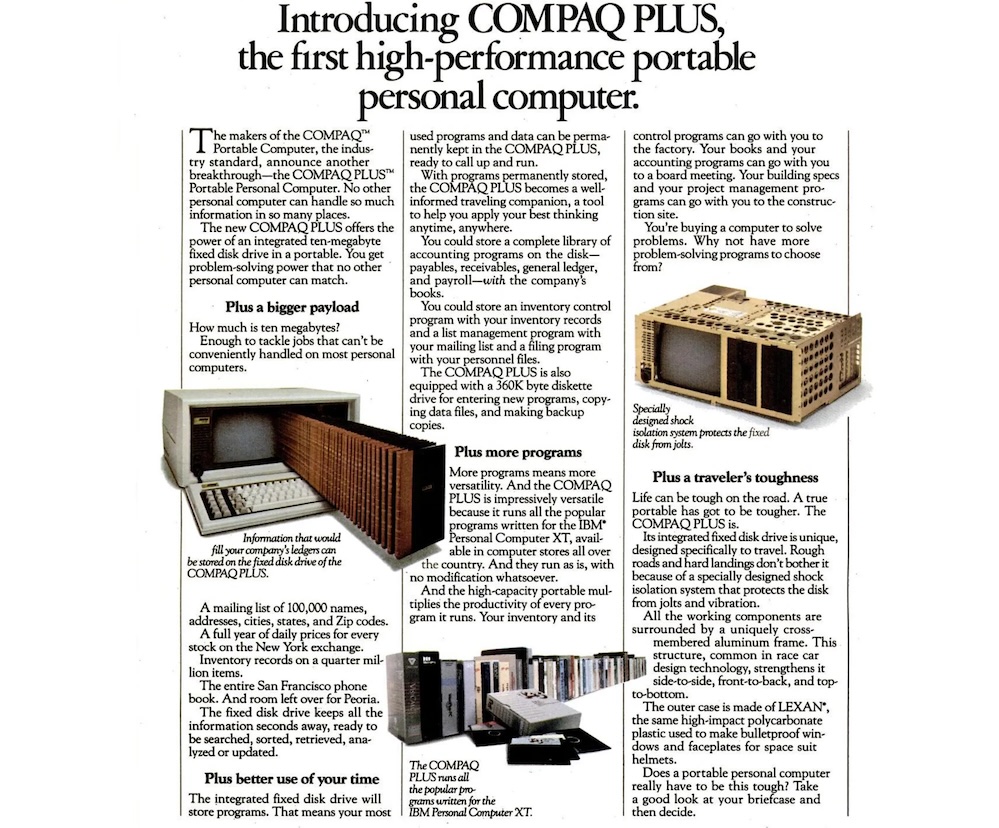 Introducing COMPAQ PLUS,
the first high-performance portable
personal computer.
The makers of the COMPAQ™
Portable Computer, the indus-
try standard, announce another
breakthrough—the COMPAQ PLUS™
Portable Personal Computer. No other
personal computer can handle so much
information in so many places.
The new COMPAQ PLUS offers the
power of an integrated ten-megabyte
fixed disk drive in a portable. You get
problem-solving power that no other
personal computer can match.
Plus a bigger payload
How much is ten megabytes?
Enough to tackle jobs that can't be
conveniently handled on most personal
computers.
Information that would
fill your company's ledgers can
be stored on the fixed disk drive of the
COMPAQ PLUS.
A mailing list of 100,000 names,
addresses, cities, states, and Zip codes.
A full year of daily prices for every
stock on the New York exchange.
Inventory records on a quarter mil-
lion items.
The entire San Francisco phone
book. And room left over for Peoria.
The fixed disk drive keeps all the
information seconds away, ready to
be searched, sorted, retrieved, ana-
lyzed or updated.
Plus better use of your time
The integrated fixed disk drive will
store programs. That means your most
used programs and data can be perma-
nently kept in the COMPAQ PLUS,
ready to call up and run.
With programs permanently stored,
the COMPAQ PLUS becomes a well-
informed traveling companion, a tool
to help you apply your best thinking
anytime, anywhere.
You could store a complete library of
accounting programs on the disk—
payables, receivables, general ledger,
and payroll—with the company's
books.
You could store an inventory control
program with your inventory records
and a list management program with
your mailing list and a filing program
with your personnel files.
The COMPAQ PLUS is also
equipped with a 360K byte diskette
drive for entering new programs, copy-
ing data files, and making backup
copies.
Plus more programs
More programs means more
versatility. And the COMPAQ
PLUS is impressively versatile
because it runs all the popular
programs written for the IBM®
Personal Computer XT, avail-
able in computer stores all over
the country. And they run as is, with
no modification whatsoever.
And the high-capacity portable mul-
tiplies the productivity of every pro-
gram it runs. Your inventory and its
The COMPAQ
PLUS runs all
the popular pro-
grams written for the
IBM Personal Computer XT.
control programs can go with you to
the factory. Your books and your
accounting programs can go with you
to a board meeting. Your building specs
and your project management pro-
grams can go with you to the construc-
tion site.
You're buying a computer to solve
problems. Why not have more
problem-solving programs to choose
from?
Specially
designed shock
isolation system protects the fixed
disk from jolts.
Plus a traveler's toughness
Life can be tough on the road. A true
portable has got to be tougher. The
COMPAQ PLUS is.
Its integrated fixed disk drive is unique,
designed specifically to travel. Rough
roads and hard landings don't bother it
because of a specially designed shock
isolation system that protects the disk
from jolts and vibration.
All the working components are
surrounded by a uniquely cross-
membered aluminum frame. This
structure, common in race car
design technology, strengthens it
side-to-side, front-to-back, and top-
to-bottom.
The outer case is made of LEXAN®,
the same high-impact polycarbonate
plastic used to make bulletproof win-
dows and faceplates for space suit
helmets.
Does a portable personal computer
really have to be this tough? Take
a good look at your briefcase and
then decide.